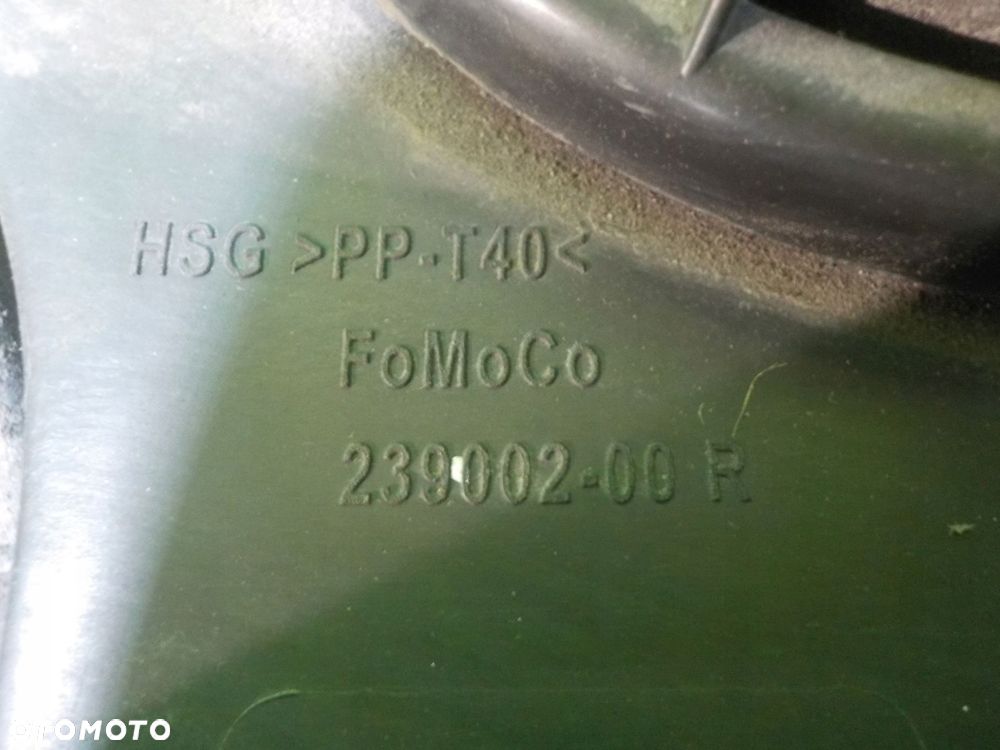 HSG >PP-T40<
FoMoCo
239002-00 R
OTOMOTO